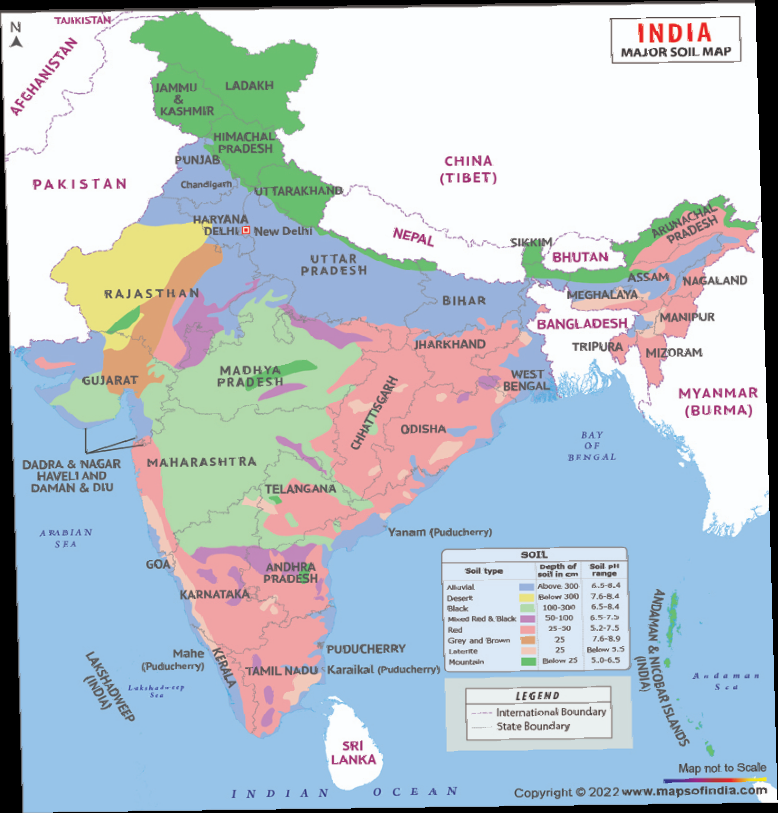 N
TAJIKISTAN
INDIA
MAJOR SOIL MAP
AFGHANISTAN
JAMMU
&
KASHMIR
LADAKH
HIMACHAL
PRADESH
PUNJAB
Chandigarh
PAKISTAN
UTTARAKHAND
CHINA
(TIBET)
HARYANA
DELHI
New Delhi
NEPAL
SIKKIM
BHUTAN
ARUNACHAL
PRADESH
UTTAR
PRADESH
ASSAM
NAGALAND
RAJASTHAN
BIHAR
MEGHALAYA
MANIPUR
BANGLADESH
TRIPURA
MIZORAM
JHARKHAND
GUJARAT
MADHYA
PRADESH
WEST
BENGAL
MYANMAR
(BURMA)
CHHATTISGARH
ODISHA
BAY
OF
BENGAL
DADRA & NAGAR
HAVELI AND
DAMAN & DIU
MAHARASHTRA
TELANGANA
ARABIAN
SEA
Yanam (Puducherry)
GOA
ANDHRA
PRADESH
KARNATAKA
SOIL
Soil type
Depth of
soil in cm
Soil pH
range
Alluvial Above 300 6.5-8.4
Desert Below 300 7.6-8.4
Black 100-300 6.5-8.4
Mixed Red & Black 50-100 6.5-7.5
Red 25-50 5.2-7.5
Grey and Brown 25 7.6-8.9
Laterite 25 Below 5.5
Mountain Below 25 5.0-6.5
ANDAMAN & NICOBAR ISLANDS
(INDIA)
Andaman
Sea
Mahe
(Puducherry)
KERALA
PUDUCHERRY
TAMIL NADU
Karaikal (Puducherry)
LAKSHADWEEP
(INDIA)
Lakshadweep
Sea
LEGEND
International Boundary
State Boundary
SRI
LANKA
INDIAN OCEAN
Map not to Scale
Copyright © 2022 www.mapsofindia.com